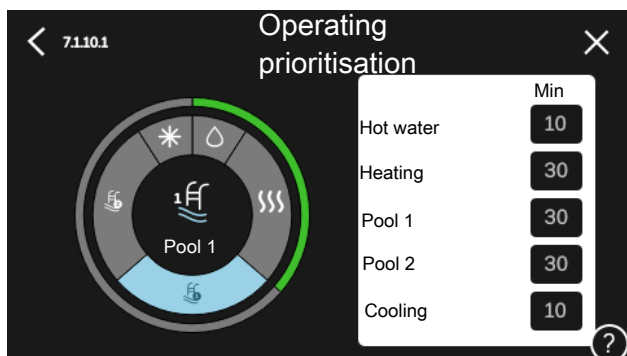 7.1.10.1
Operating
prioritisation
Min
Hot water 10
Heating 30
Pool 1 30
Pool 2 30
Cooling 10
1
Pool 1
?